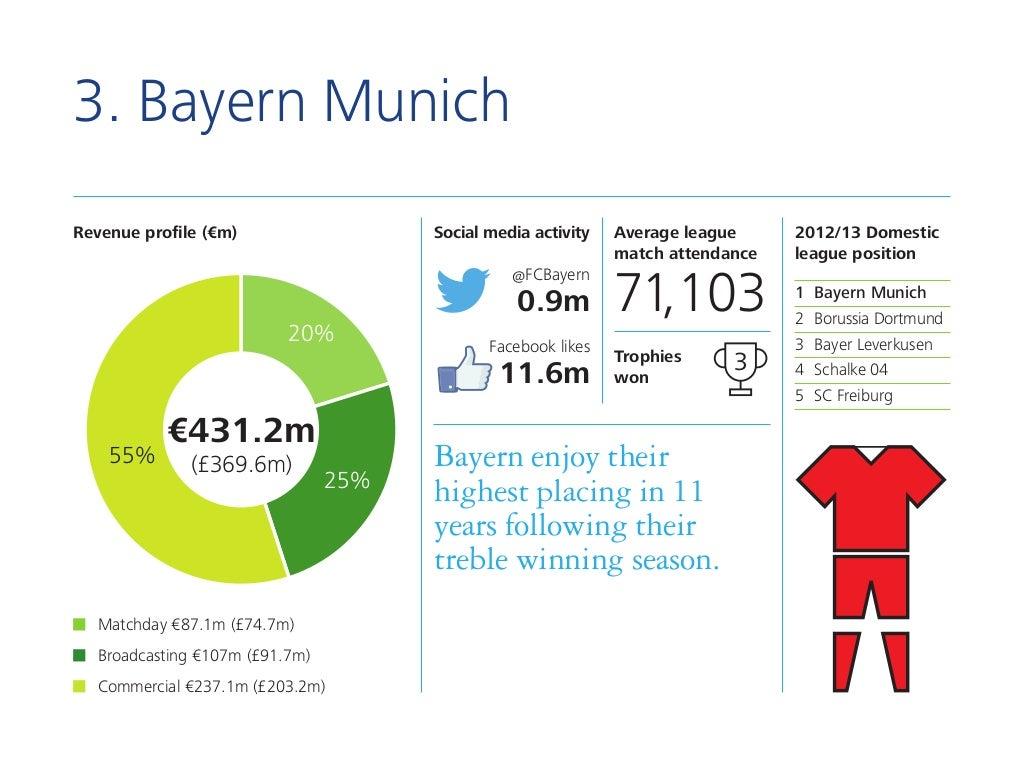 3. Bayern Munich
Revenue profile (€m)
20%
55%
€431.2m
(£369.6m)
25%
Matchday €87.1m (£74.7m)
Broadcasting €107m (£91.7m)
Commercial €237.1m (£203.2m)
Social media activity
@FCBayern
0.9m
Facebook likes
11.6m
Average league
match attendance
71,103
Trophies
won
3
Bayern enjoy their
highest placing in 11
years following their
treble winning season.
2012/13 Domestic
league position
1 Bayern Munich
2 Borussia Dortmund
3 Bayer Leverkusen
4 Schalke 04
5 SC Freiburg